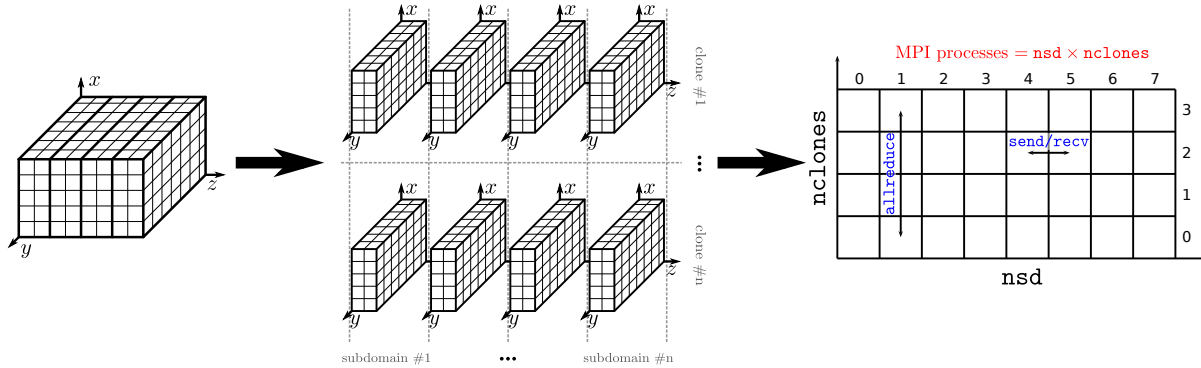 x
y
z
x
x
x
x
y
y
y
y
z
clone #1
x
x
x
x
y
y
y
y
z
clone #n
subdomain #1
subdomain #n
MPI processes = nsd × nclones
0 1 2 3 4 5 6 7
3
2
1
0
allreduce
send/recv
nclones
nsd